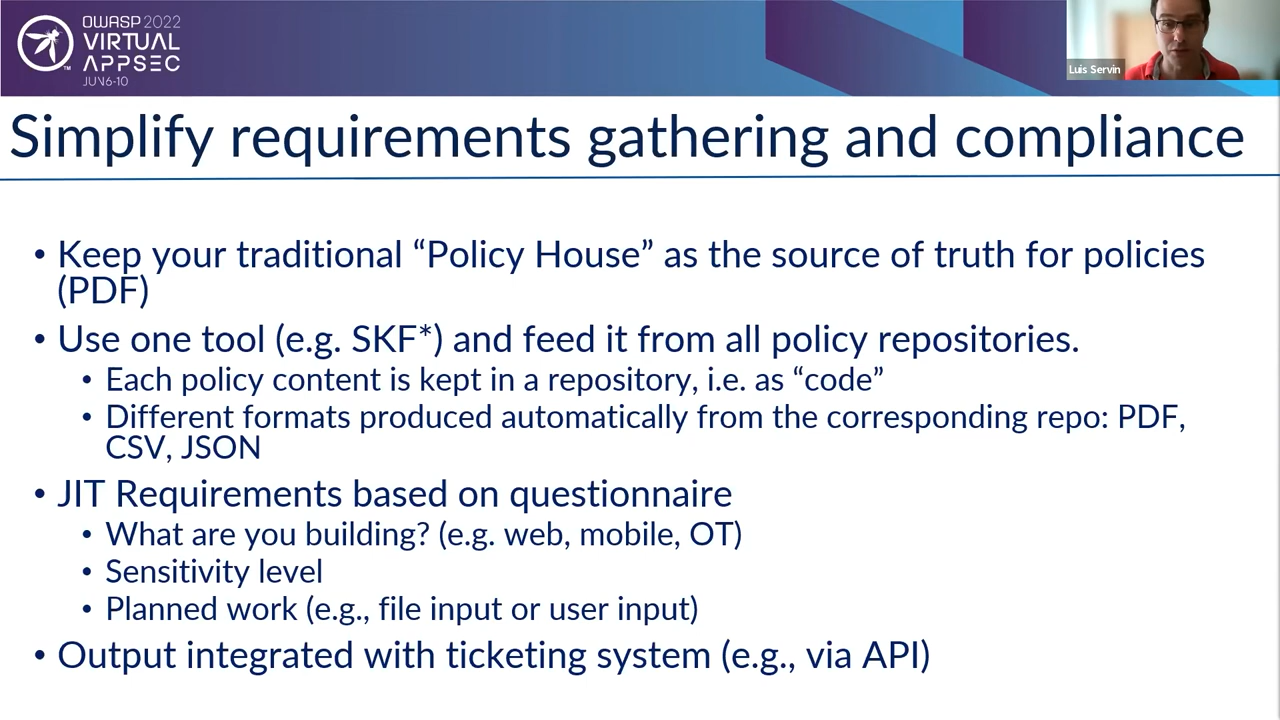 OWASP 2022
VIRTUAL
APPSEC
JUN 6-10
TM
Luis Servin
Simplify requirements gathering and compliance
• Keep your traditional “Policy House” as the source of truth for policies
(PDF)
• Use one tool (e.g. SKF*) and feed it from all policy repositories.
• Each policy content is kept in a repository, i.e. as “code”
• Different formats produced automatically from the corresponding repo: PDF,
CSV, JSON
• JIT Requirements based on questionnaire
• What are you building? (e.g. web, mobile, OT)
• Sensitivity level
• Planned work (e.g., file input or user input)
• Output integrated with ticketing system (e.g., via API)